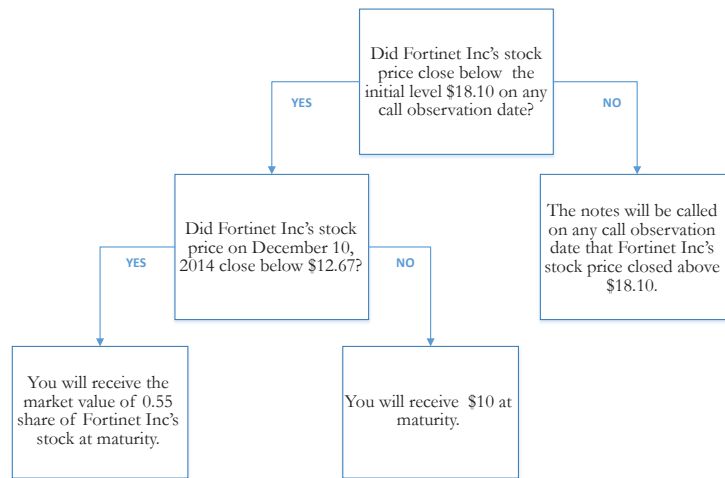 Did Fortinet Inc's stock
price close below the
initial level $18.10 on any
call observation date?
YES
NO
Did Fortinet Inc's stock
price on December 10,
2014 close below $12.67?
The notes will be called
on any call observation
date that Fortinet Inc's
stock price closed above
$18.10.
YES
NO
You will receive the
market value of 0.55
share of Fortinet Inc's
stock at maturity.
You will receive $10 at
maturity.